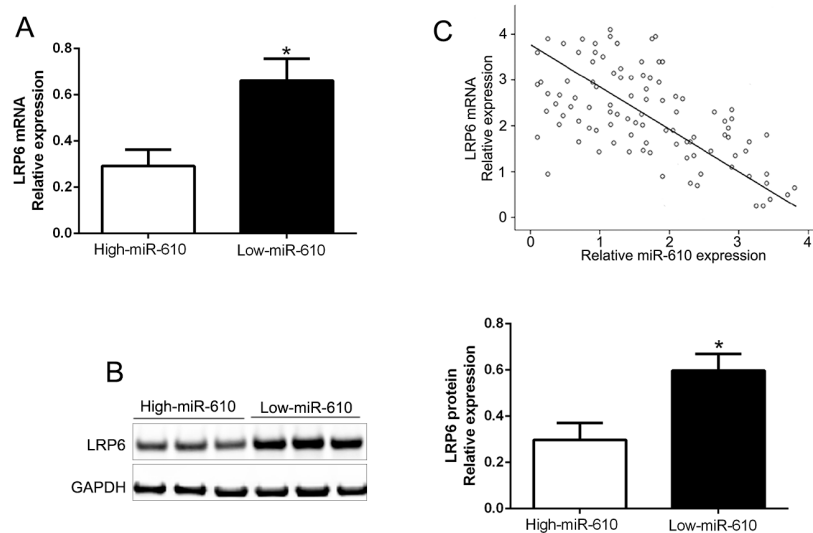 A
LRP6 mRNA
Relative expression
0.8
0.6
0.4
0.2
0.0
*
High-miR-610
Low-miR-610
C
LRP6 mRNA
Relative expression
4
3
2
1
0
0
1
2
3
4
Relative miR-610 expression
B
High-miR-610
Low-miR-610
LRP6
GAPDH
LRP6 protein
Relative expression
0.8
0.6
0.4
0.2
0.0
*
High-miR-610
Low-miR-610